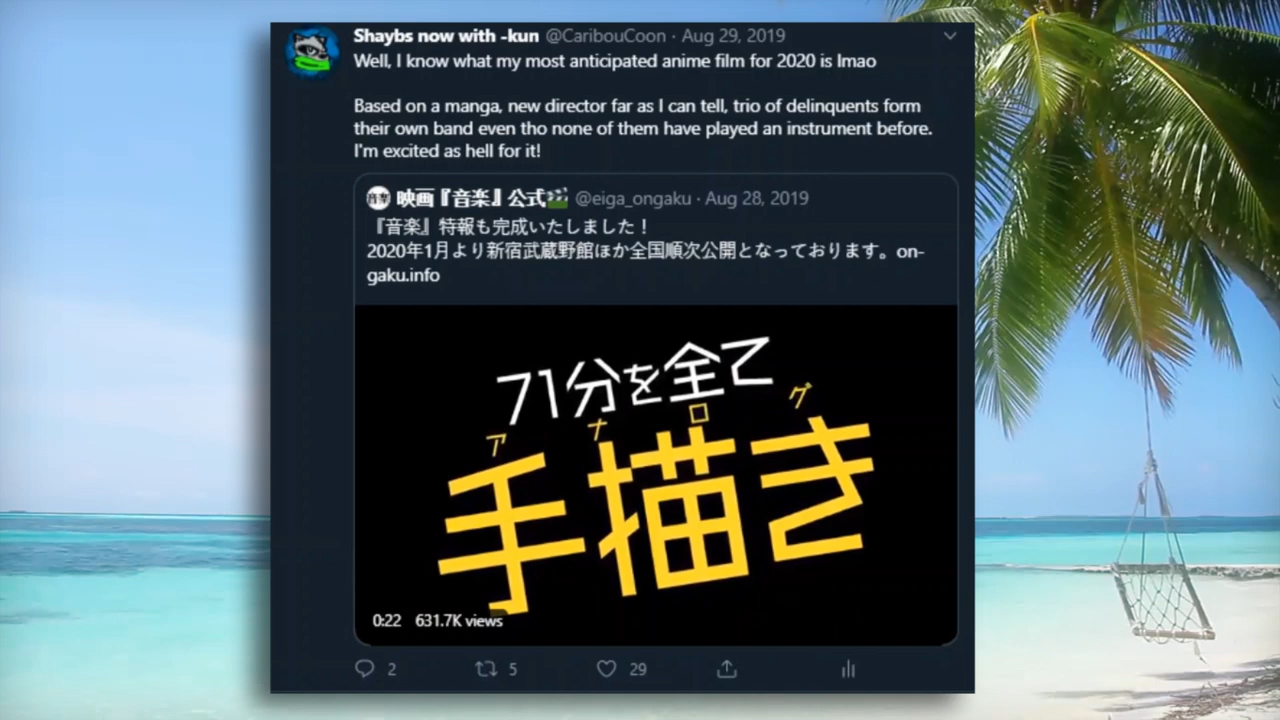 Shaybs now with -kun @CaribouCoon · Aug 29, 2019
Well, I know what my most anticipated anime film for 2020 is lmao
Based on a manga, new director far as I can tell, trio of delinquents form
their own band even tho none of them have played an instrument before.
I'm excited as hell for it!
音楽 映画『音楽』公式🎬 @eiga_ongaku · Aug 28, 2019
『音楽』特報も完成いたしました！
2020年1月より新宿武蔵野館ほか全国順次公開となっております。on-
gaku.info
71分を全て
アナログ
手描き
0:22 631.7K views
2 5 29